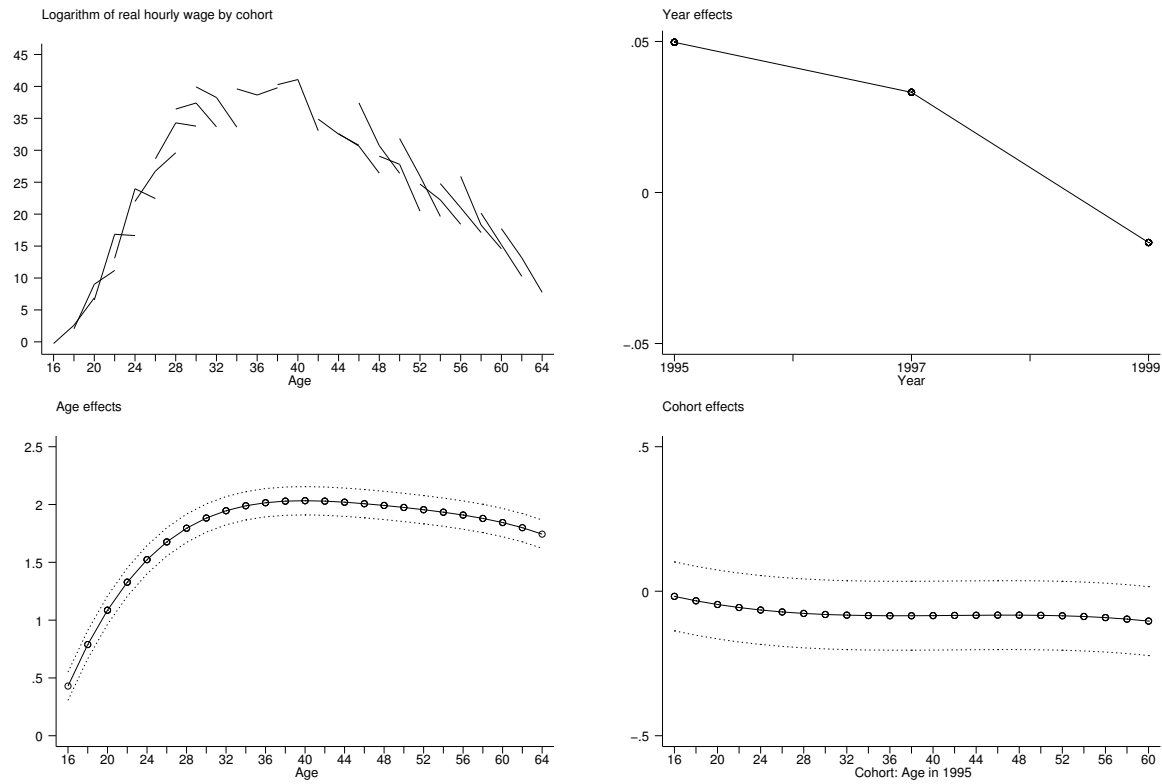 Logarithm of real hourly wage by cohort
45
40
35
30
25
20
15
10
5
0
16 20 24 28 32 36 40 44 48 52 56 60 64
Age
Year effects
.05
0
−.05
1995 1997 1999
Year
Age effects
2.5
2
1.5
1
.5
0
16 20 24 28 32 36 40 44 48 52 56 60 64
Age
Cohort effects
.5
0
−.5
16 20 24 28 32 36 40 44 48 52 56 60
Cohort: Age in 1995